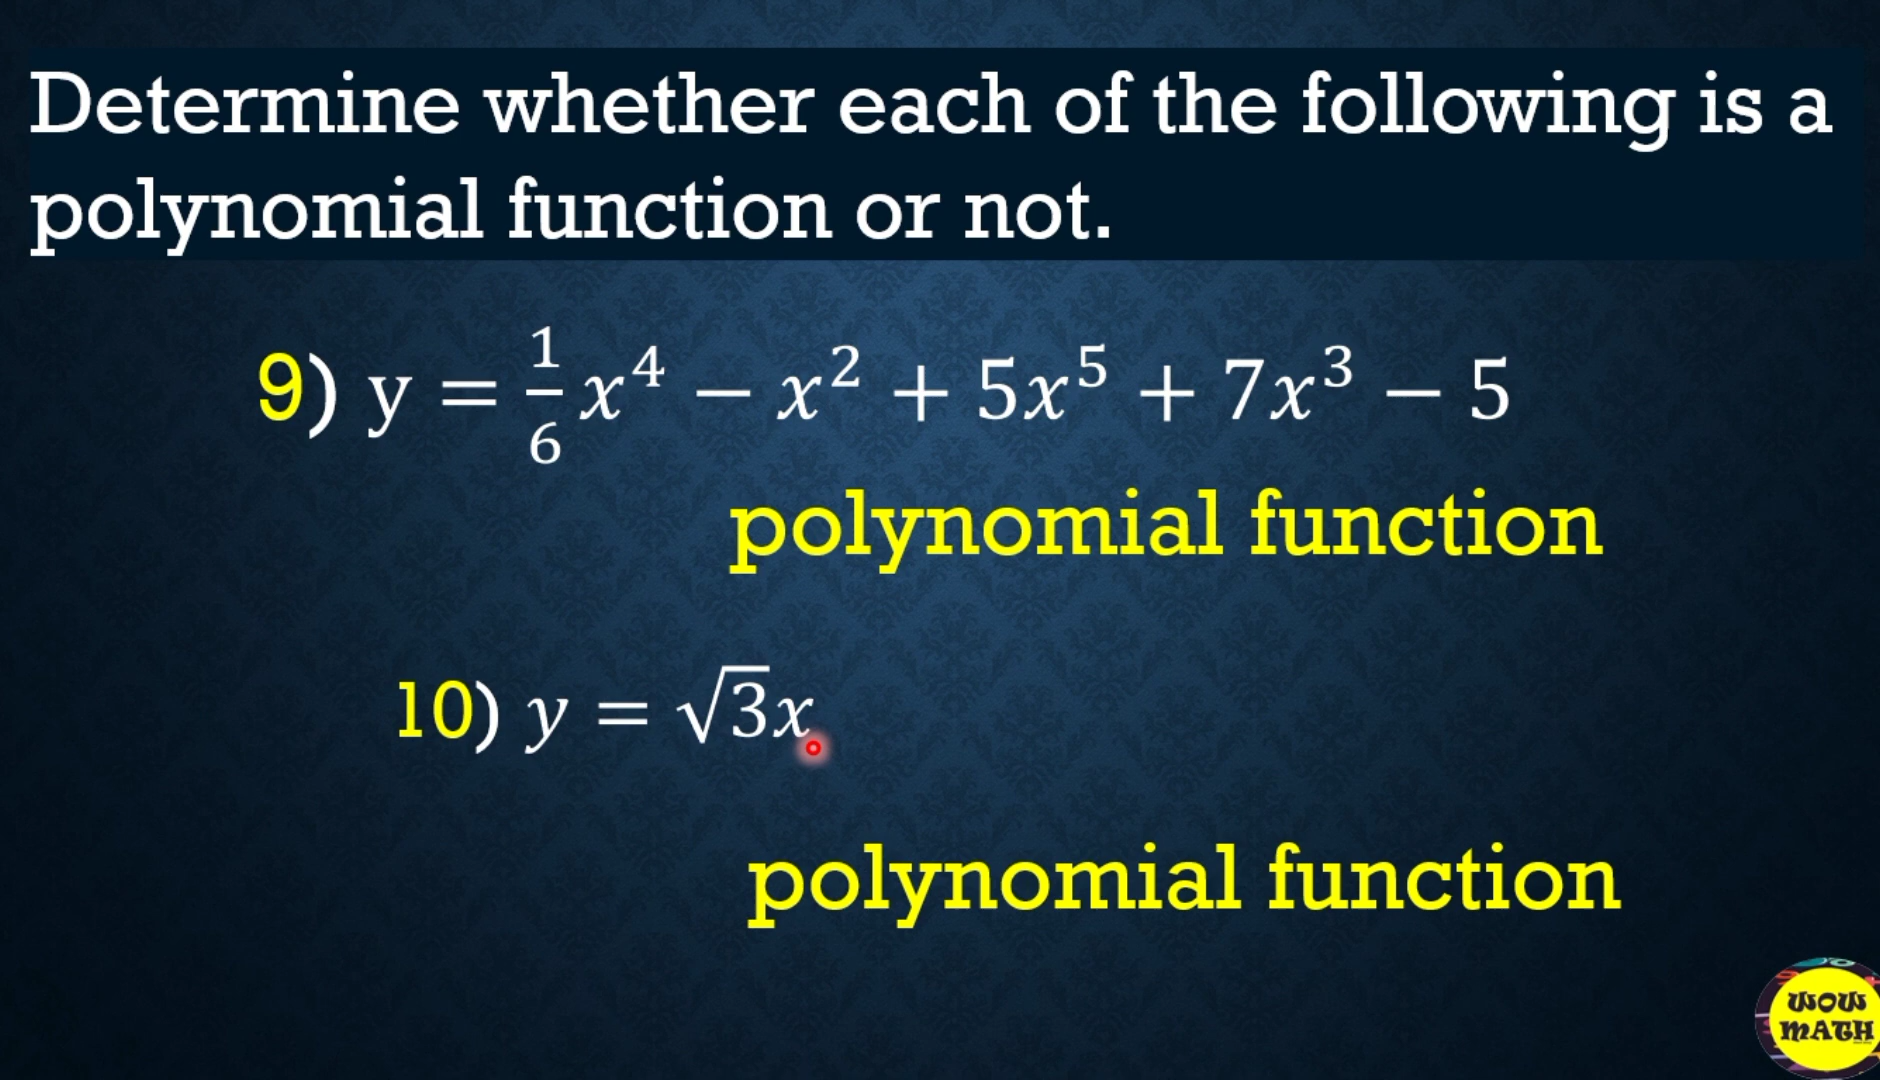 Determine whether each of the following is a
polynomial function or not.
9) y = \frac{1}{6}x⁴ − x² + 5x⁵ + 7x³ − 5
polynomial function
10) y = √3x
polynomial function
WOW
MATH